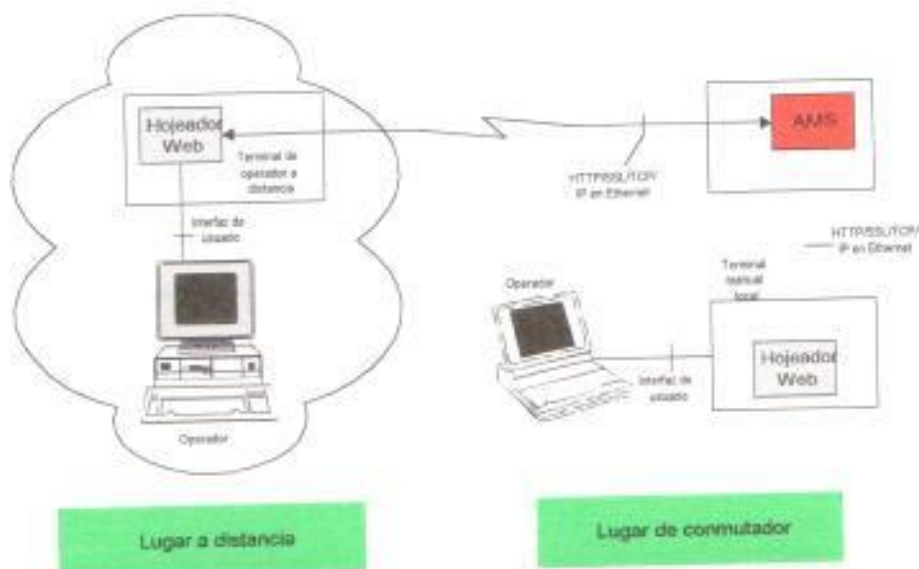 Hojeador
Web
Terminal de
operador a
distancia
Interfaz de
usuario
Operador
HTTP/SSL/TCP/
IP en Ethernet
AMS
HTTP/SSL/TCP/
IP en Ethernet
Operador
Interfaz de
usuario
Terminal
manual
local
Hojeador
Web
Lugar a distancia
Lugar de conmutador